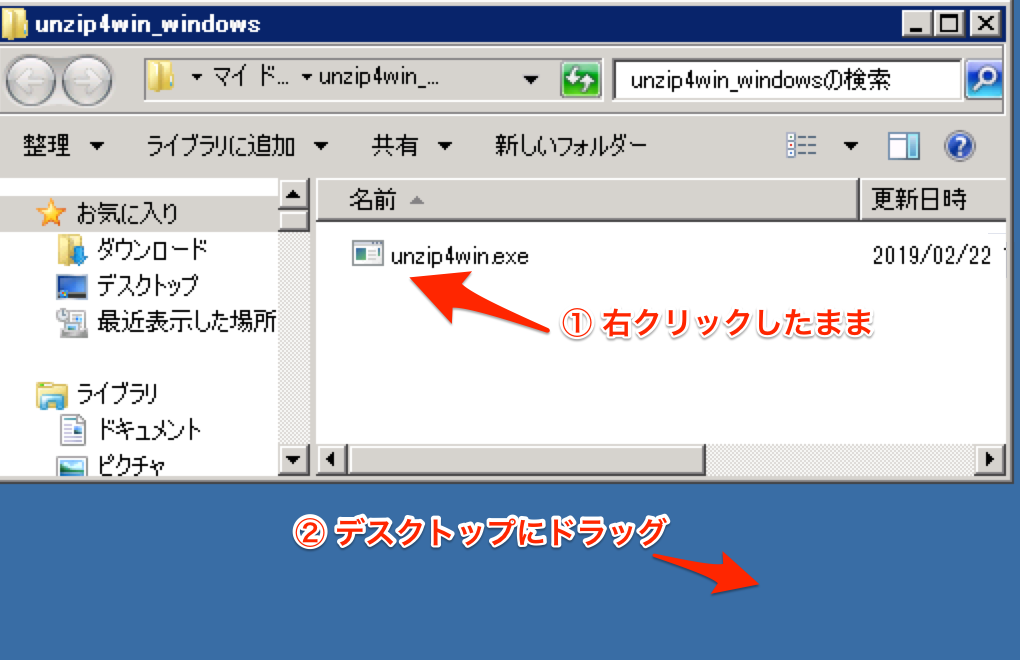 unzip4win_windows
マイ ド... unzip4win_...
unzip4win_windowsの検索
整理 ライブラリに追加 共有 新しいフォルダー
名前 更新日時
お気に入り
ダウンロード
unzip4win.exe 2019/02/22
デスクトップ
最近表示した場所
① 右クリックしたまま
ライブラリ
ドキュメント
ピクチャ
② デスクトップにドラッグ